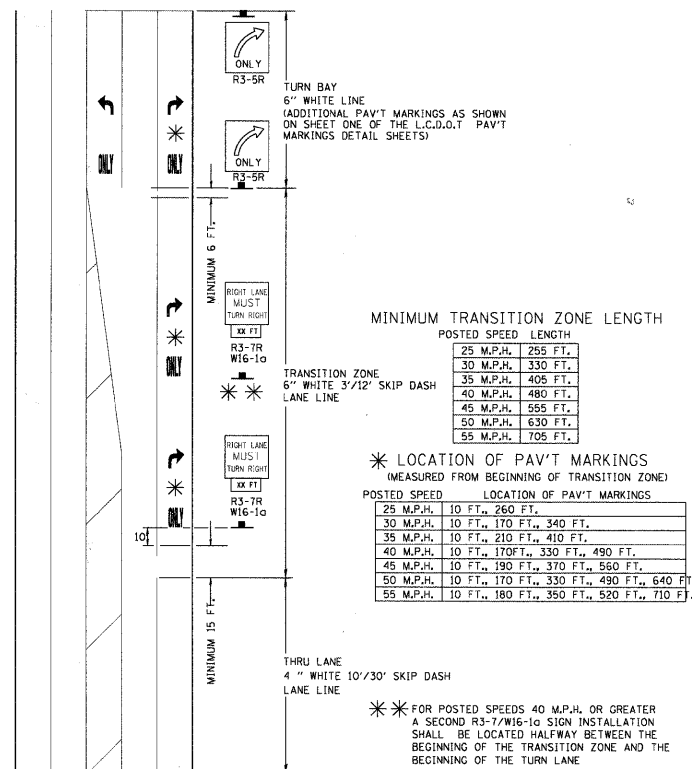 ONLY
R3-5R
TURN BAY
6" WHITE LINE
(ADDITIONAL PAV'T MARKINGS AS SHOWN
ON SHEET ONE OF THE L.C.D.O.T PAV'T
MARKINGS DETAIL SHEETS)
ONLY
ONLY
ONLY
R3-5R
MINIMUM 6 FT.
RIGHT LANE
MUST
TURN RIGHT
XX FT
R3-7R
W16-1a
ONLY
TRANSITION ZONE
6" WHITE 3'/12' SKIP DASH
LANE LINE
RIGHT LANE
MUST
TURN RIGHT
XX FT
R3-7R
W16-1a
ONLY
10'
MINIMUM 15 FT.
THRU LANE
4 " WHITE 10'/30' SKIP DASH
LANE LINE
MINIMUM TRANSITION ZONE LENGTH
POSTED SPEED LENGTH
25 M.P.H. 255 FT.
30 M.P.H. 330 FT.
35 M.P.H. 405 FT.
40 M.P.H. 480 FT.
45 M.P.H. 555 FT.
50 M.P.H. 630 FT.
55 M.P.H. 705 FT.
* LOCATION OF PAV'T MARKINGS
(MEASURED FROM BEGINNING OF TRANSITION ZONE)
POSTED SPEED LOCATION OF PAV'T MARKINGS
25 M.P.H. 10 FT., 260 FT.
30 M.P.H. 10 FT., 170 FT., 340 FT.
35 M.P.H. 10 FT., 210 FT., 410 FT.
40 M.P.H. 10 FT., 170FT., 330 FT., 490 FT.
45 M.P.H. 10 FT., 190 FT., 370 FT., 560 FT.
50 M.P.H. 10 FT., 170 FT., 330 FT., 490 FT., 640 FT
55 M.P.H. 10 FT., 180 FT., 350 FT., 520 FT., 710 FT.
* * FOR POSTED SPEEDS 40 M.P.H. OR GREATER
A SECOND R3-7/W16-1a SIGN INSTALLATION
SHALL BE LOCATED HALFWAY BETWEEN THE
BEGINNING OF THE TRANSITION ZONE AND THE
BEGINNING OF THE TURN LANE